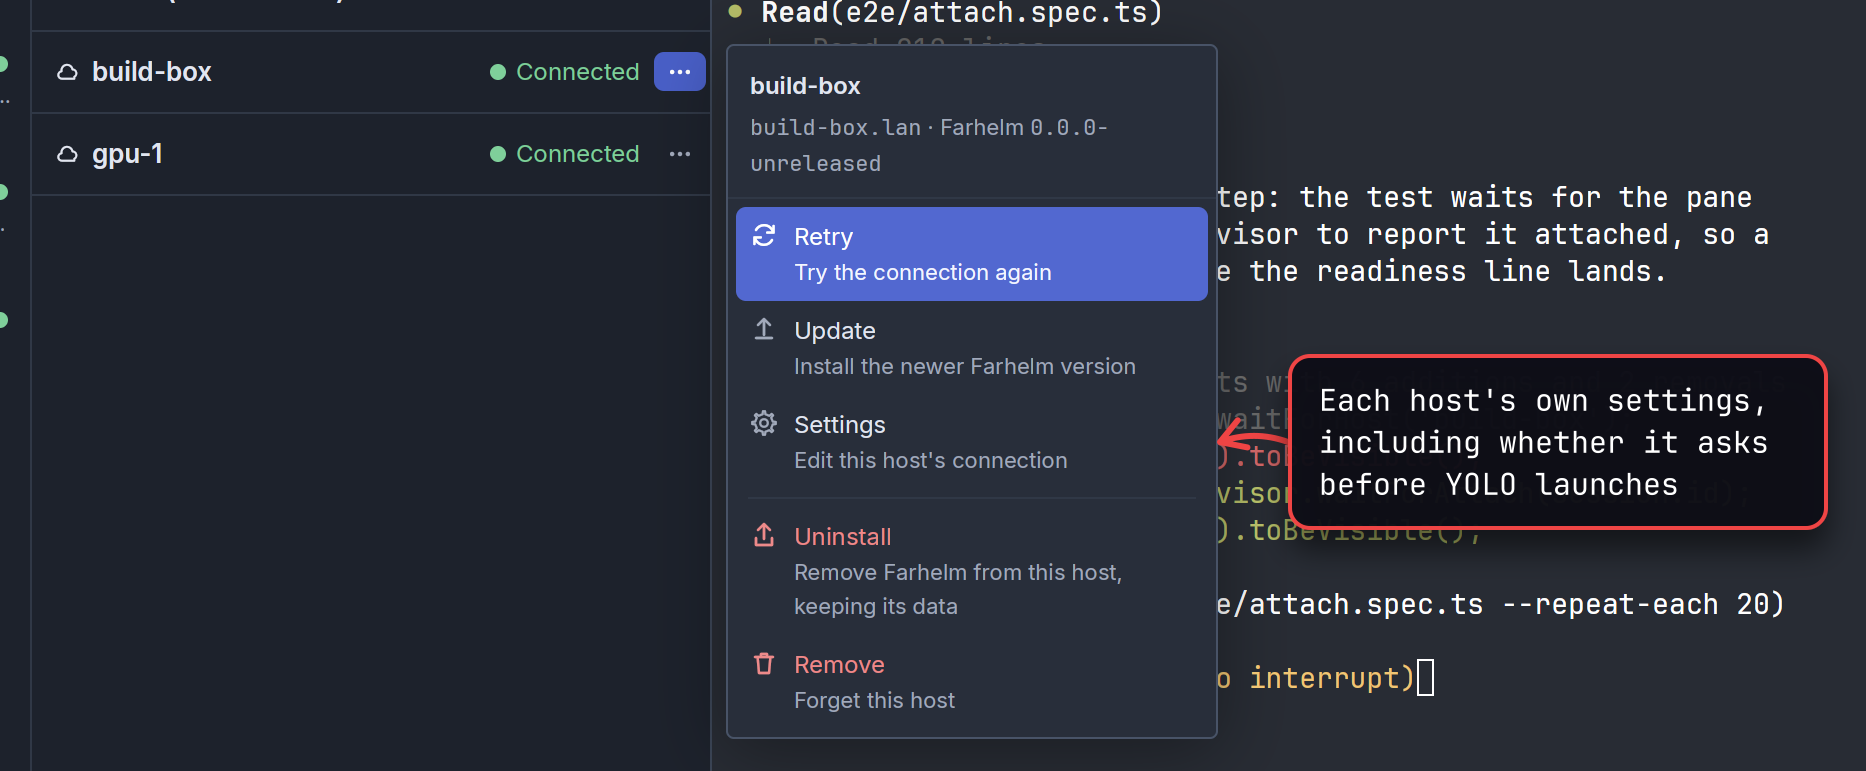 Read(e2e/attach.spec.ts)
build-box
Connected
gpu-1
Connected
build-box
build-box.lan · Farhelm 0.0.0-
unreleased
Retry
Try the connection again
Update
Install the newer Farhelm version
Settings
Edit this host's connection
Uninstall
Remove Farhelm from this host,
keeping its data
Remove
Forget this host
tep: the test waits for the pane
visor to report it attached, so a
e the readiness line lands.
Each host's own settings,
including whether it asks
before YOLO launches
).toBeVisible();
e/attach.spec.ts --repeat-each 20)
o interrupt)